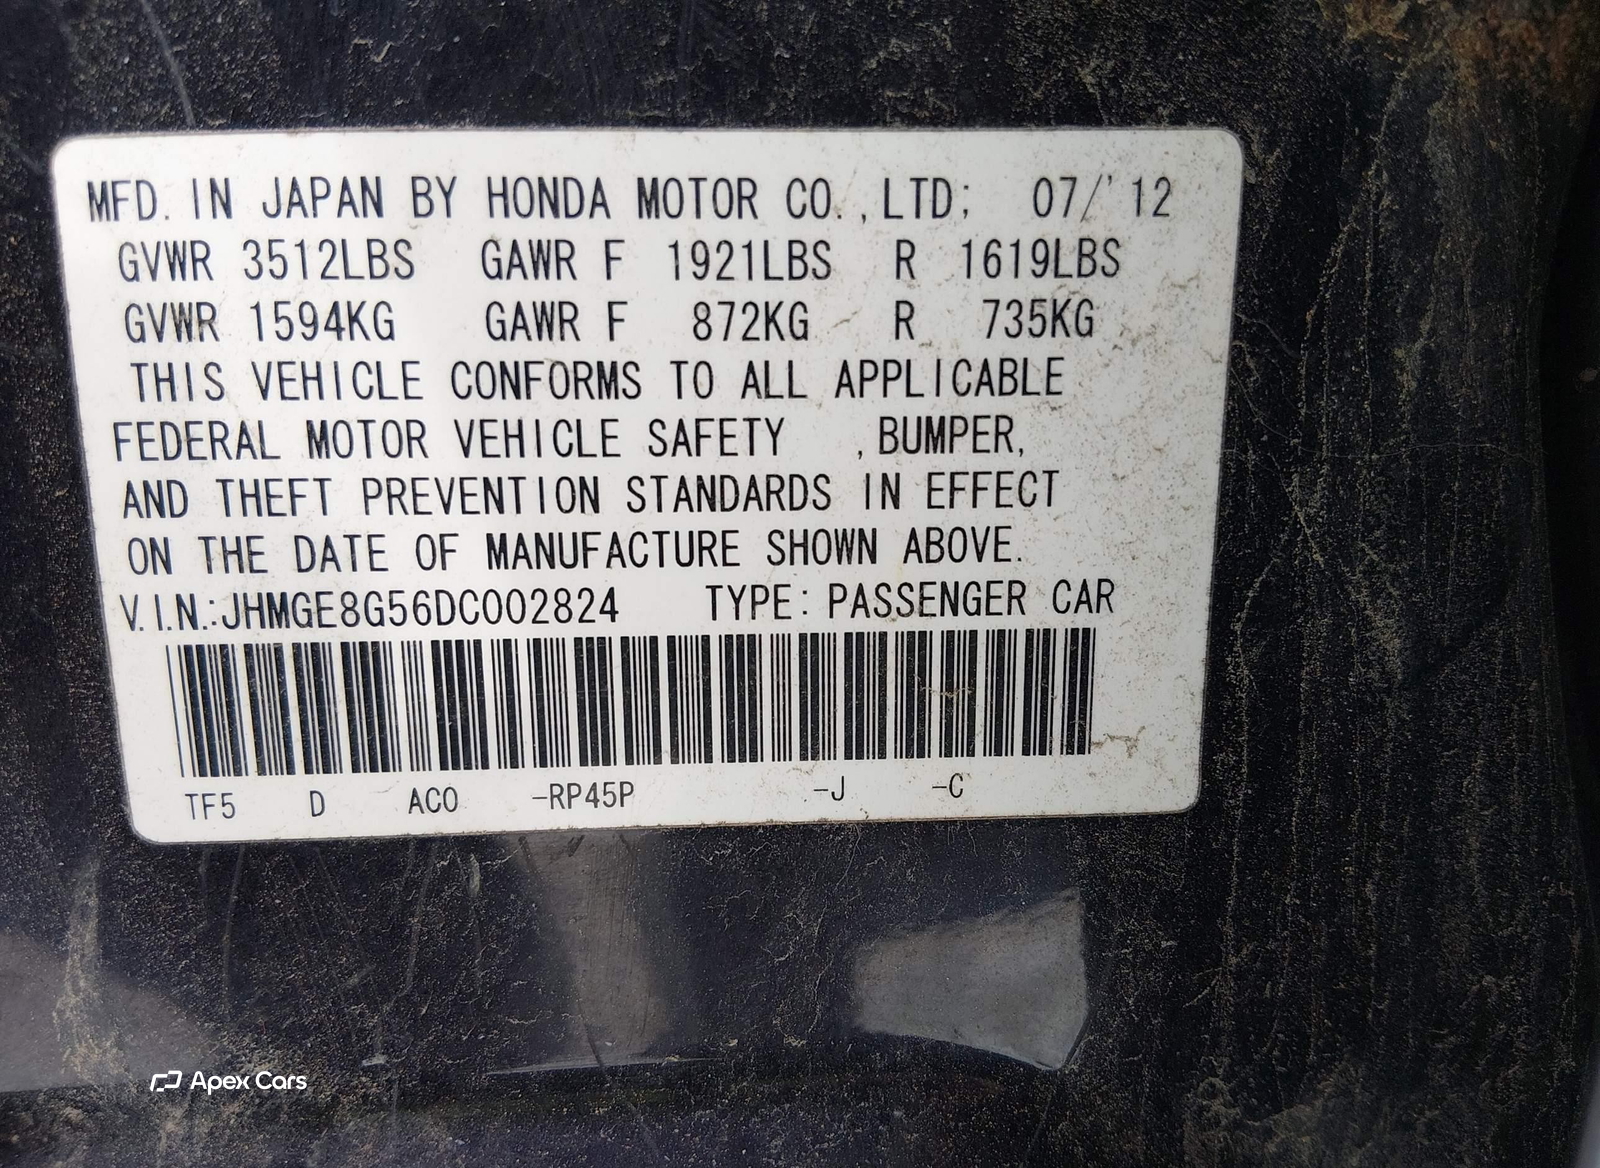 MFD. IN JAPAN BY HONDA MOTOR CO.,LTD; 07/'12
GVWR 3512LBS GAWR F 1921LBS R 1619LBS
GVWR 1594KG GAWR F 872KG R 735KG
THIS VEHICLE CONFORMS TO ALL APPLICABLE
FEDERAL MOTOR VEHICLE SAFETY , BUMPER,
AND THEFT PREVENTION STANDARDS IN EFFECT
ON THE DATE OF MANUFACTURE SHOWN ABOVE.
V.I.N.:JHMGE8G56DC002824 TYPE: PASSENGER CAR
TF5 D AC0 -RP45P -J -C
Apex Cars